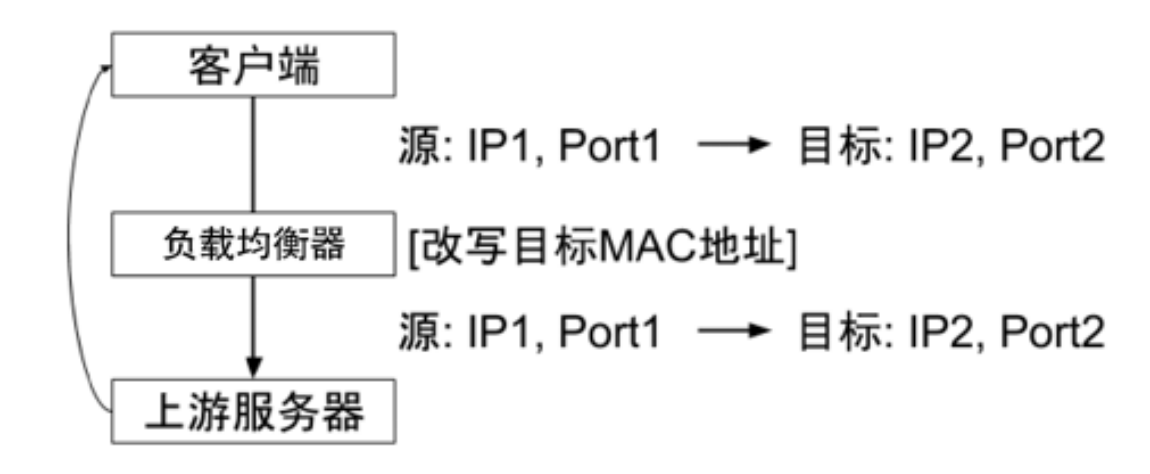 客户端
源: IP1, Port1 → 目标: IP2, Port2
负载均衡器 [改写目标MAC地址]
源: IP1, Port1 → 目标: IP2, Port2
上游服务器